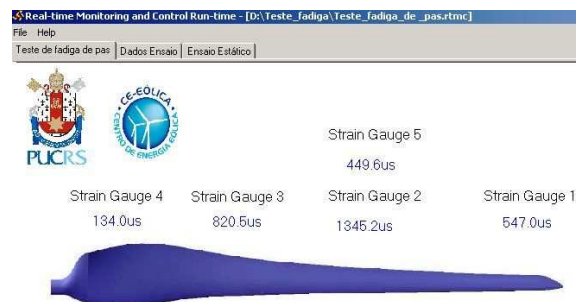 Real-time Monitoring and Control Run-time - [D:\Teste_fadiga\Teste_fadiga_de _pas.rtmc]
File Help
Teste de fadiga de pas Dados Ensaio Ensaio Estático
CE-EÓLICA
CENTRO DE ENERGIA EÓLICA
PUCRS
Strain Gauge 5
449.6us
Strain Gauge 4 Strain Gauge 3 Strain Gauge 2 Strain Gauge 1
134.0us 820.5us 1345.2us 547.0us